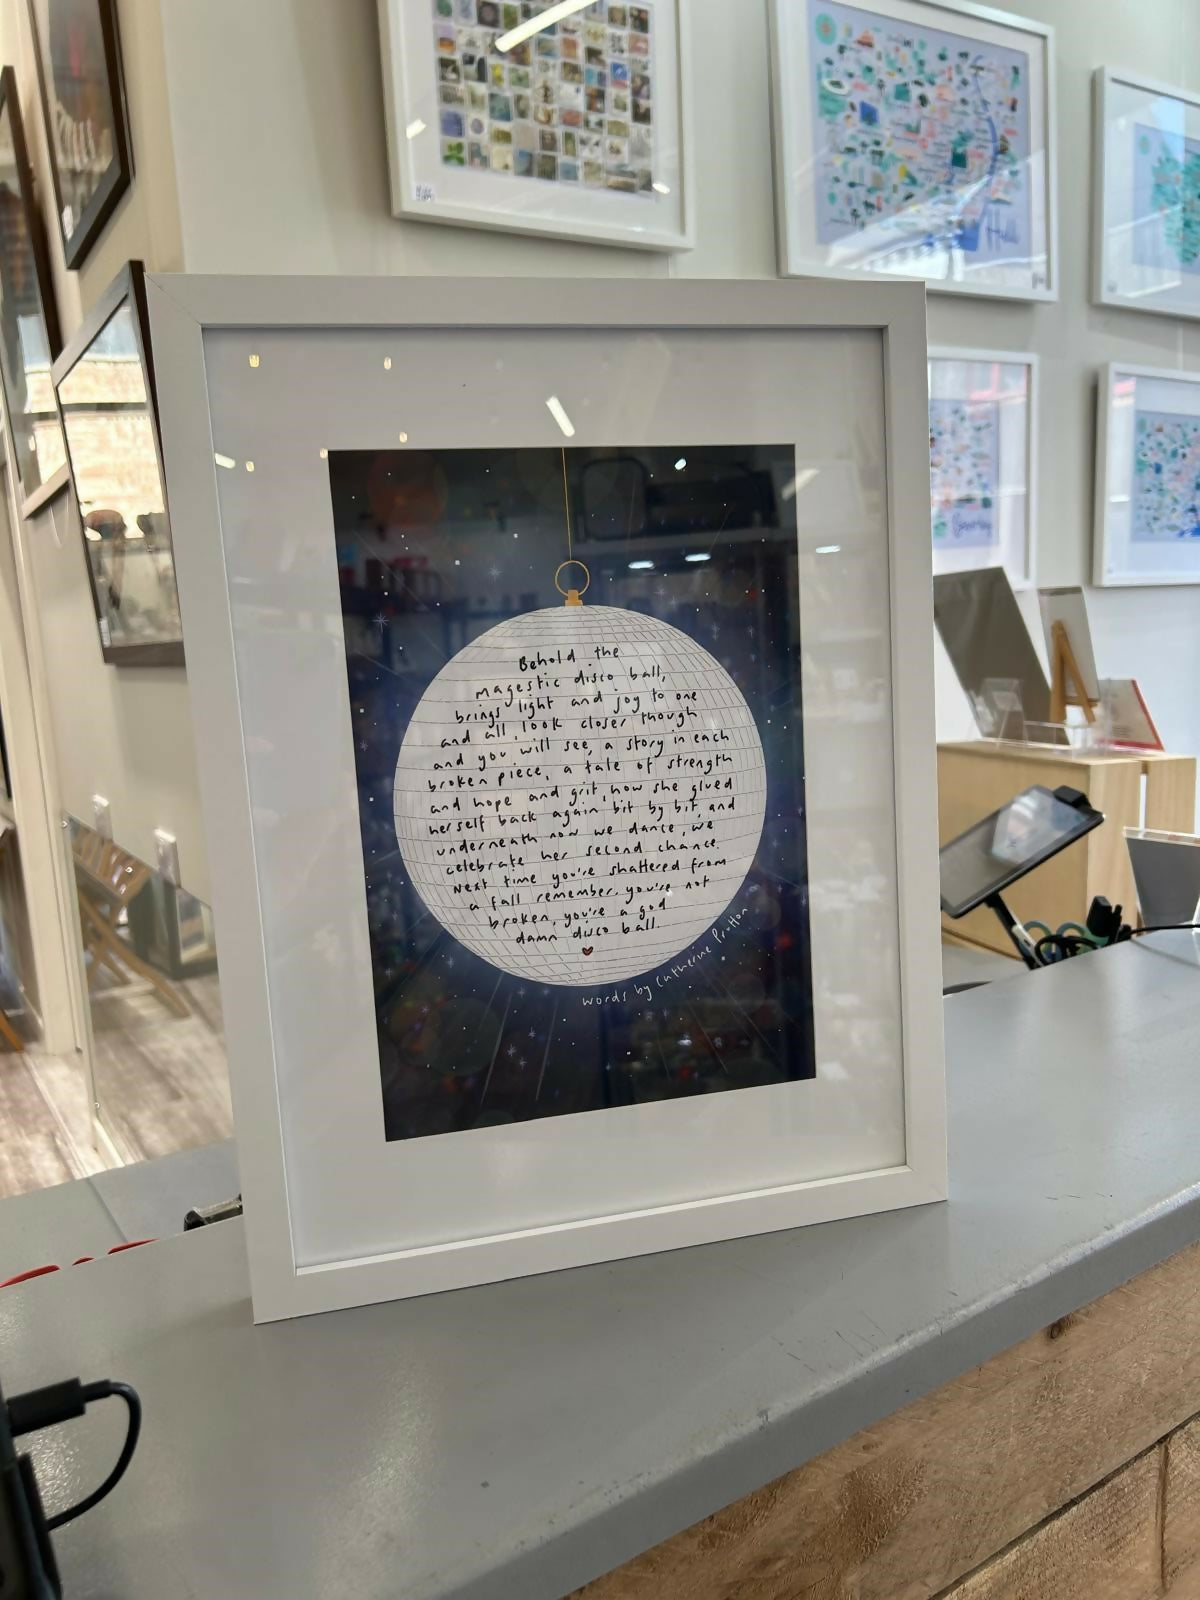 Behold the
magestic disco ball,
brings light and joy to one
and all, look closer though
and you will see, a story in each
broken piece, a tale of strength
and hope and grit, how she glued
herself back again bit by bit, and
underneath now we dance, we
celebrate her second chance.
Next time you're shattered from
a fall remember, you're not
broken, you're a god
damn disco ball.
words by Catherine Prutton
Hull